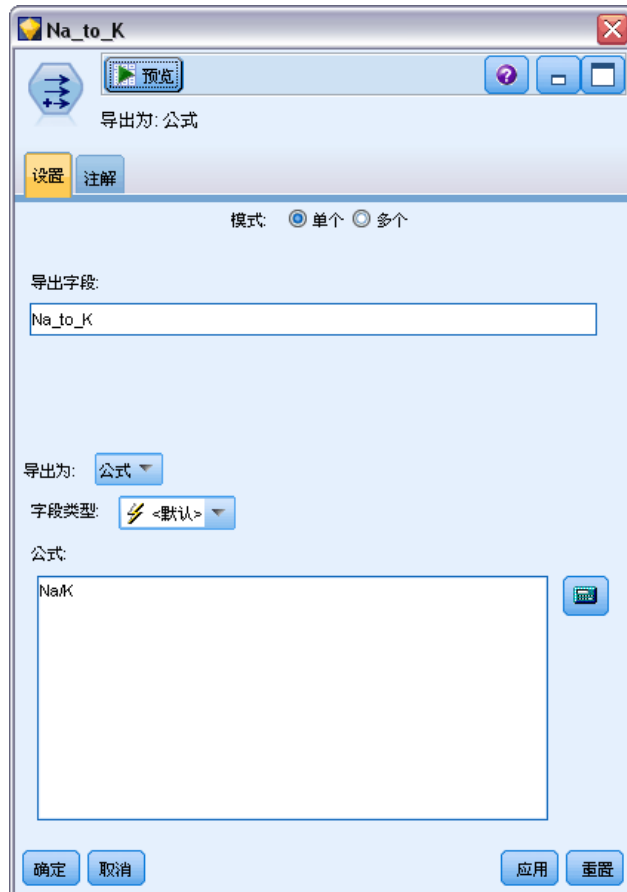 Na_to_K
预览
导出为: 公式
设置 注解
模式: 单个 多个
导出字段:
Na_to_K
导出为: 公式
字段类型: <默认>
公式:
Na/K
确定 取消 应用 重置